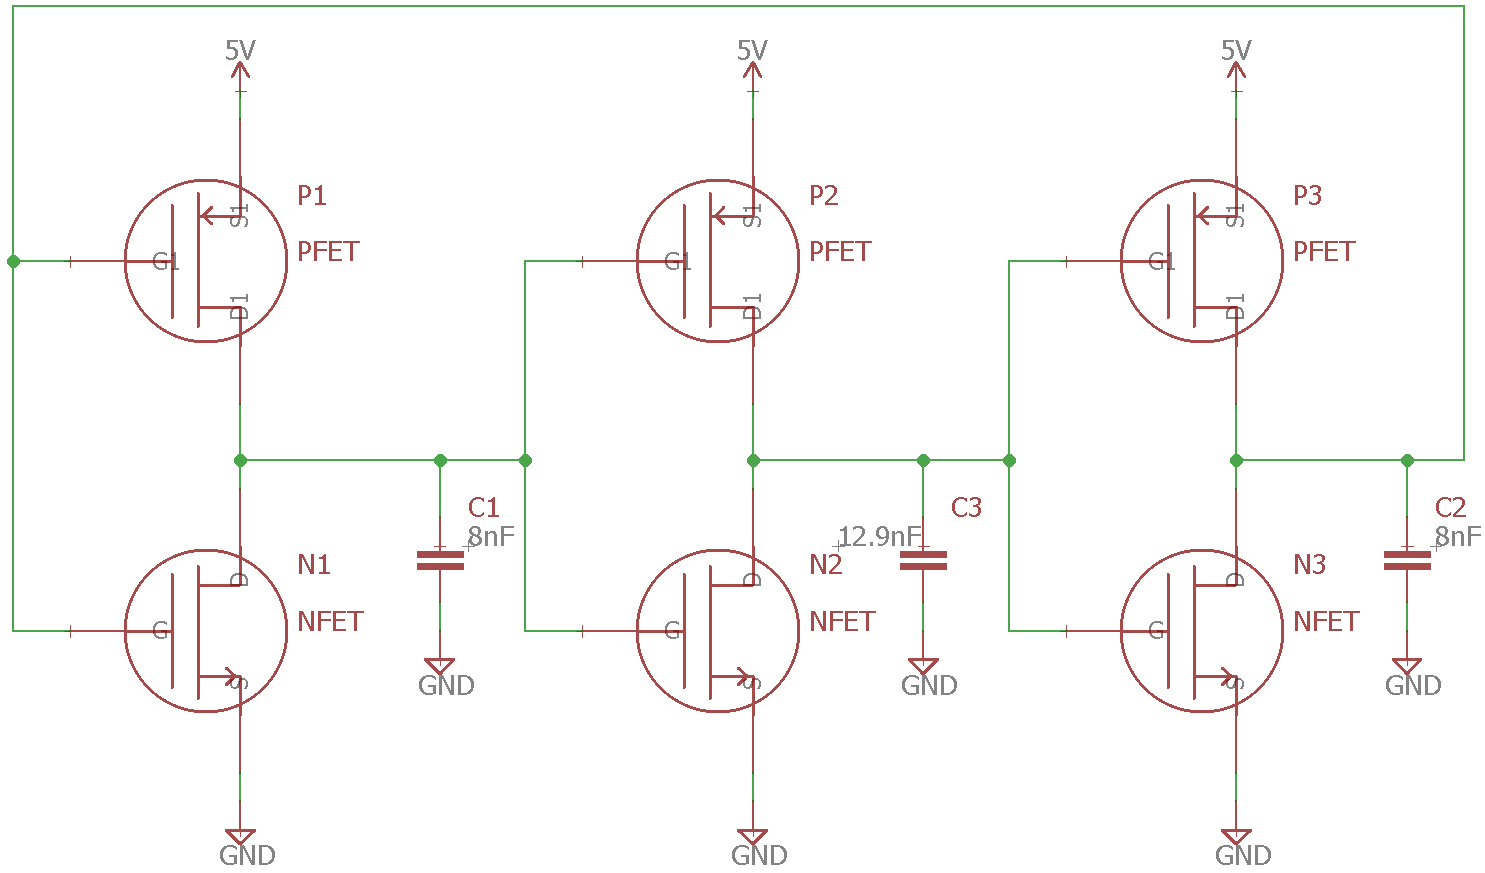 5V
5V
5V
P1
PFET
G1
S1
D1
P2
PFET
G1
S1
D1
P3
PFET
G1
S1
D1
C1
8nF
C3
12.9nF
C2
8nF
N1
NFET
G
D
S
N2
NFET
G
D
S
N3
NFET
G
D
S
GND
GND
GND
GND
GND
GND